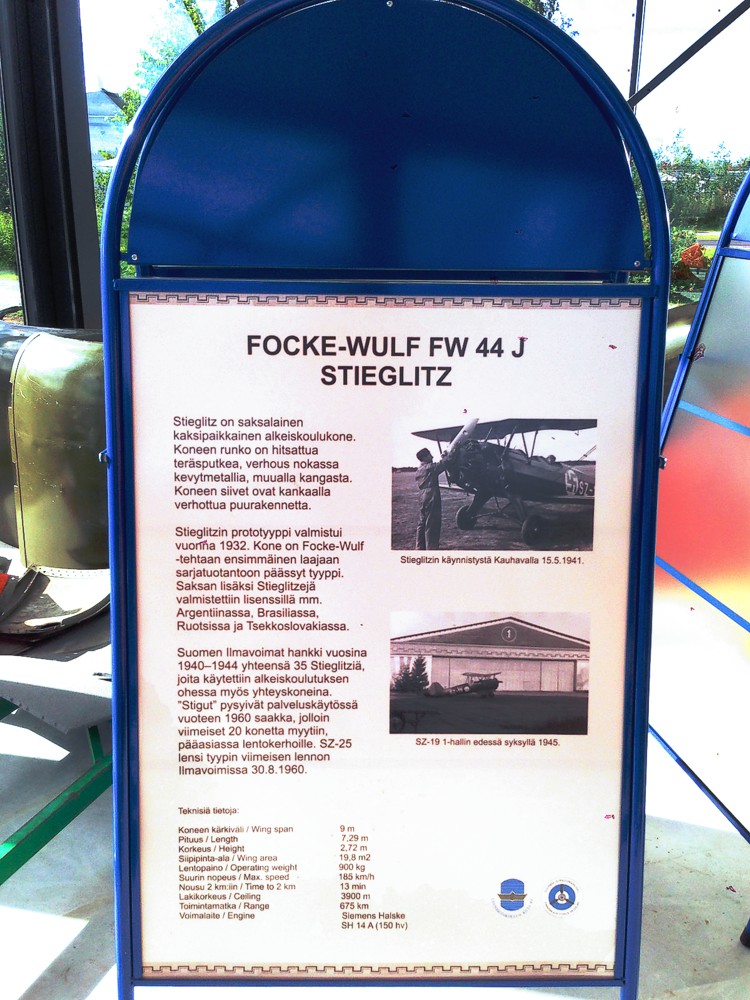 FOCKE-WULF FW 44 J
STIEGLITZ
Stieglitz on saksalainen
kaksipaikkainen alkeiskoulukone.
Koneen runko on hitsattua
teräsputkea, verhous nokassa
kevytmetallia, muualla kangasta.
Koneen siivet ovat kankaalla
verhottua puurakennetta.
Stieglitzin prototyyppi valmistui
vuonna 1932. Kone on Focke-Wulf
-tehtaan ensimmäinen laajaan
sarjatuotantoon päässyt tyyppi.
Saksan lisäksi Stieglitzejä
valmistettiin lisenssillä mm.
Argentiinassa, Brasiliassa,
Ruotsissa ja Tsekkoslovakiassa.
Suomen Ilmavoimat hankki vuosina
1940–1944 yhteensä 35 Stieglitziä,
joita käytettiin alkeiskoulutuksen
ohessa myös yhteyskoneina.
"Stigut" pysyivät palveluskäytössä
vuoteen 1960 saakka, jolloin
viimeiset 20 konetta myytiin,
pääasiassa lentokerhoille. SZ-25
lensi tyypin viimeisen lennon
Ilmavoimissa 30.8.1960.
Stieglitzin käynnistystä Kauhavalla 15.5.1941.
1
SZ-19 1-hallin edessä syksyllä 1945.
Teknisiä tietoja:
Koneen kärkiväli / Wing span 9 m
Pituus / Length 7,29 m
Korkeus / Height 2,72 m
Siipipinta-ala / Wing area 19,8 m2
Lentopaino / Operating weight 900 kg
Suurin nopeus / Max. speed 185 km/h
Nousu 2 km:iin / Time to 2 km 13 min
Lakikorkeus / Ceiling 3900 m
Toimintamatka / Range 675 km
Voimalaite / Engine Siemens Halske
SH 14 A (150 hv)